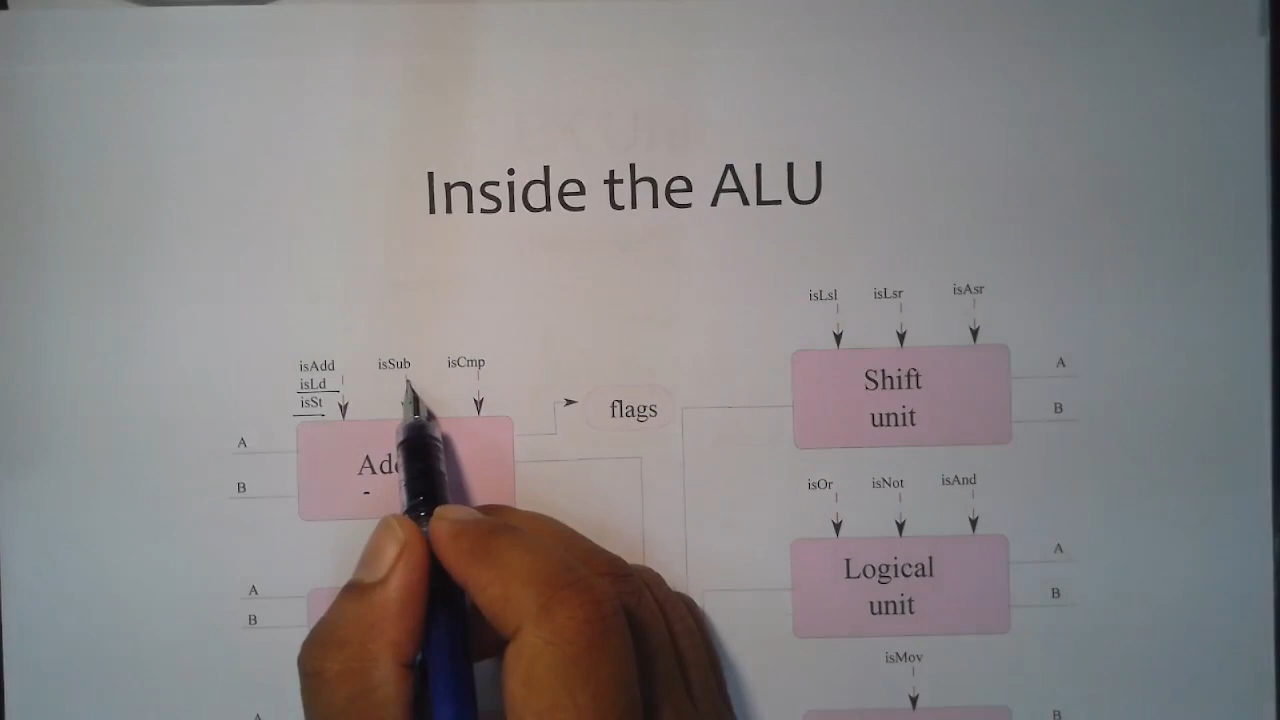 Inside the ALU
isLsl isLsr isAsr
isAdd isSub isCmp
isLd
isSt
flags
Shift
unit
A
B
A
B
isOr isNot isAnd
Logical
unit
A
B
A
B
isMov
A
B